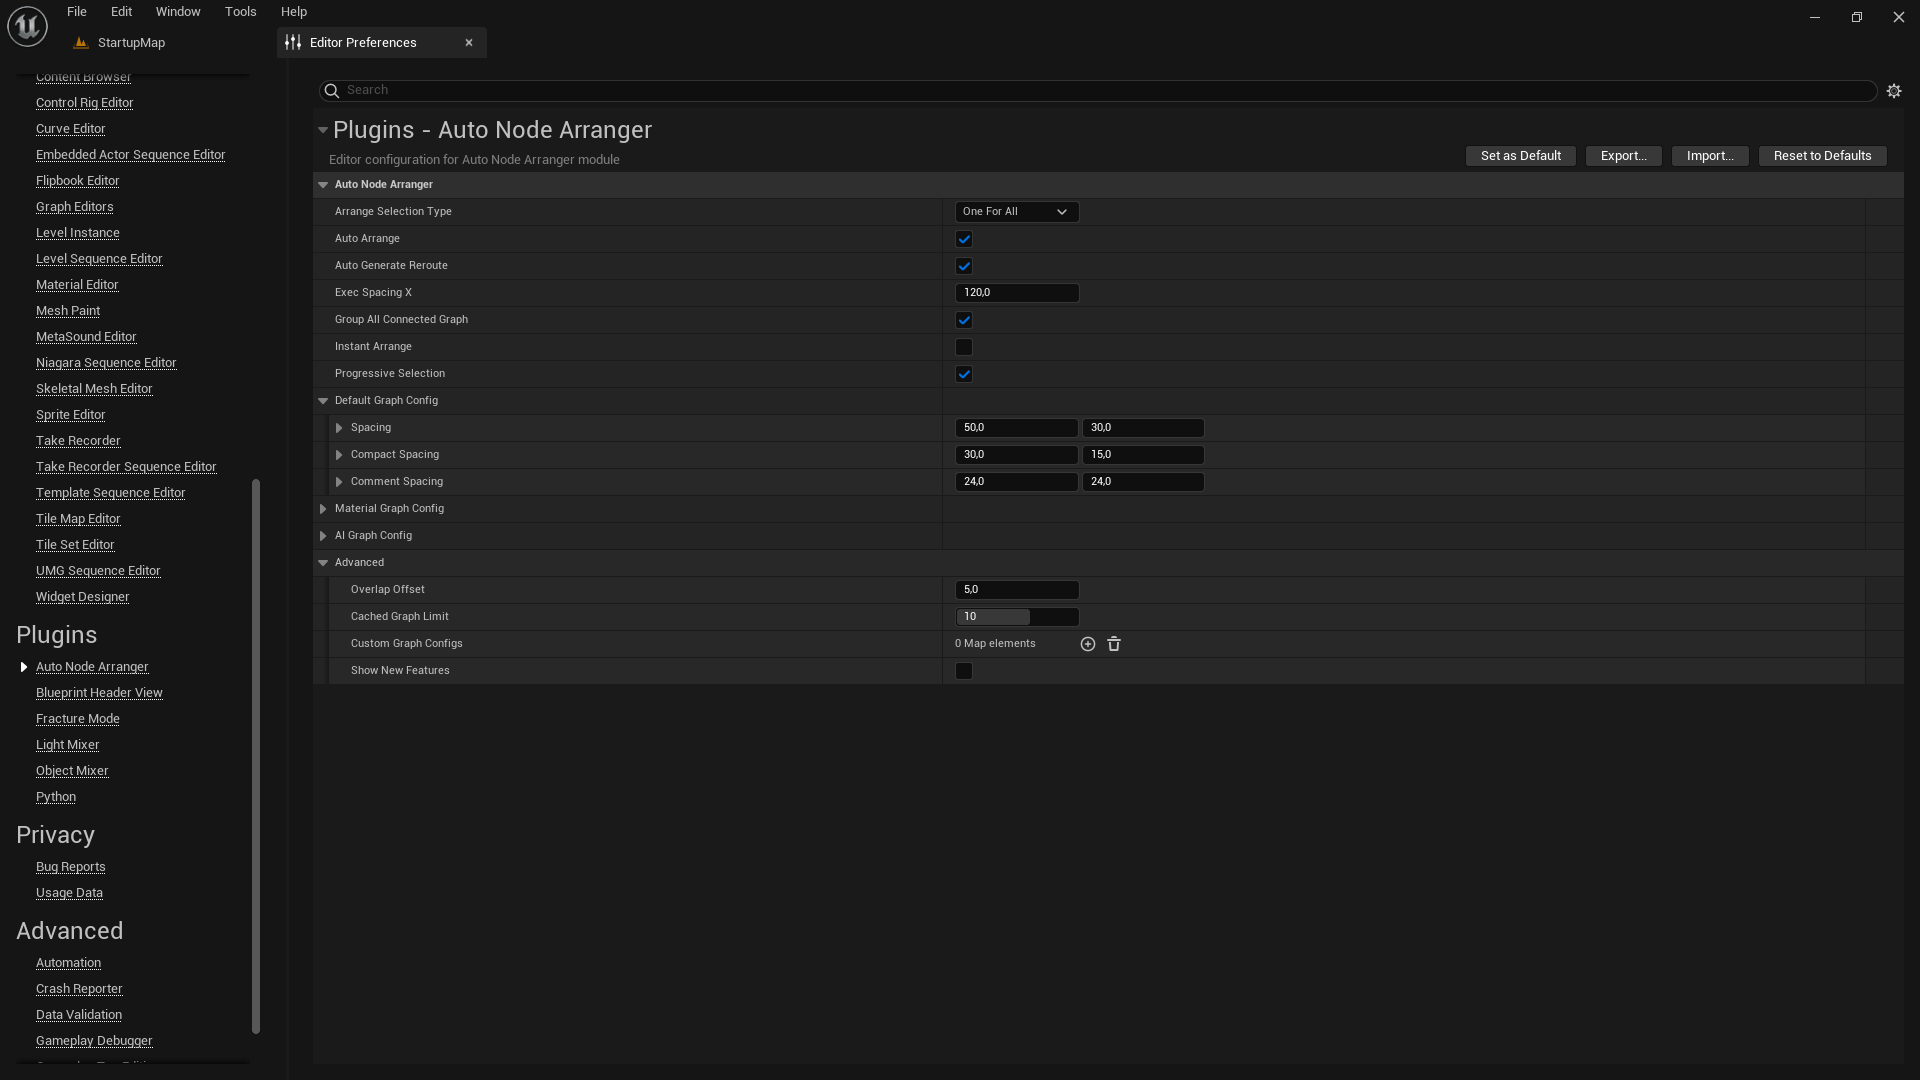 File Edit Window Tools Help
StartupMap
Editor Preferences
Content Browser
Control Rig Editor
Curve Editor
Embedded Actor Sequence Editor
Flipbook Editor
Graph Editors
Level Instance
Level Sequence Editor
Material Editor
Mesh Paint
MetaSound Editor
Niagara Sequence Editor
Skeletal Mesh Editor
Sprite Editor
Take Recorder
Take Recorder Sequence Editor
Template Sequence Editor
Tile Map Editor
Tile Set Editor
UMG Sequence Editor
Widget Designer
Plugins
Auto Node Arranger
Blueprint Header View
Fracture Mode
Light Mixer
Object Mixer
Python
Privacy
Bug Reports
Usage Data
Advanced
Automation
Crash Reporter
Data Validation
Gameplay Debugger
Search
Plugins - Auto Node Arranger
Editor configuration for Auto Node Arranger module
Set as Default Export... Import... Reset to Defaults
Auto Node Arranger
Arrange Selection Type One For All
Auto Arrange
Auto Generate Reroute
Exec Spacing X 120,0
Group All Connected Graph
Instant Arrange
Progressive Selection
Default Graph Config
Spacing 50,0 30,0
Compact Spacing 30,0 15,0
Comment Spacing 24,0 24,0
Material Graph Config
AI Graph Config
Advanced
Overlap Offset 5,0
Cached Graph Limit 10
Custom Graph Configs 0 Map elements
Show New Features